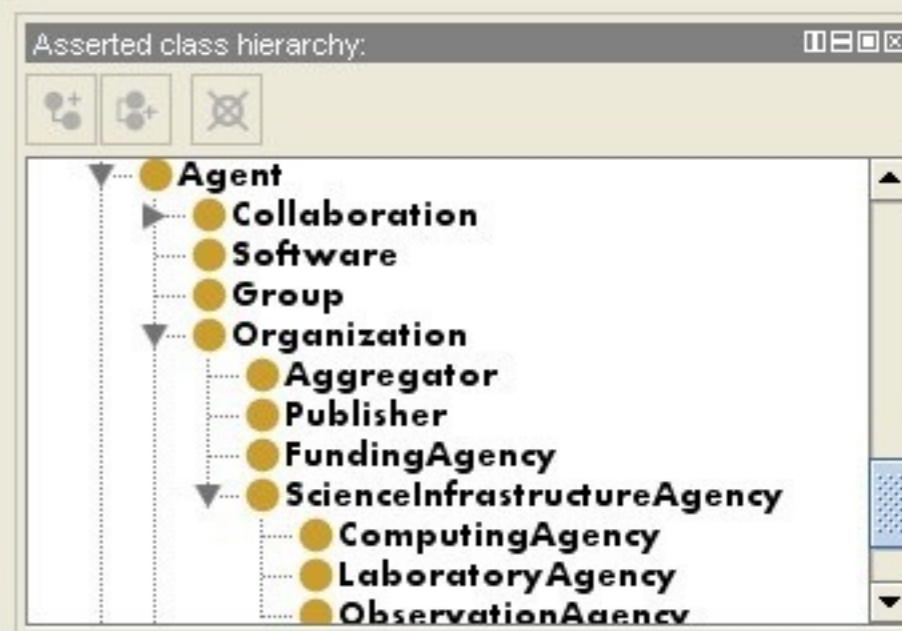 Asserted class hierarchy:
Agent
Collaboration
Software
Group
Organization
Aggregator
Publisher
FundingAgency
ScienceInfrastructureAgency
ComputingAgency
LaboratoryAgency
ObservationAgency